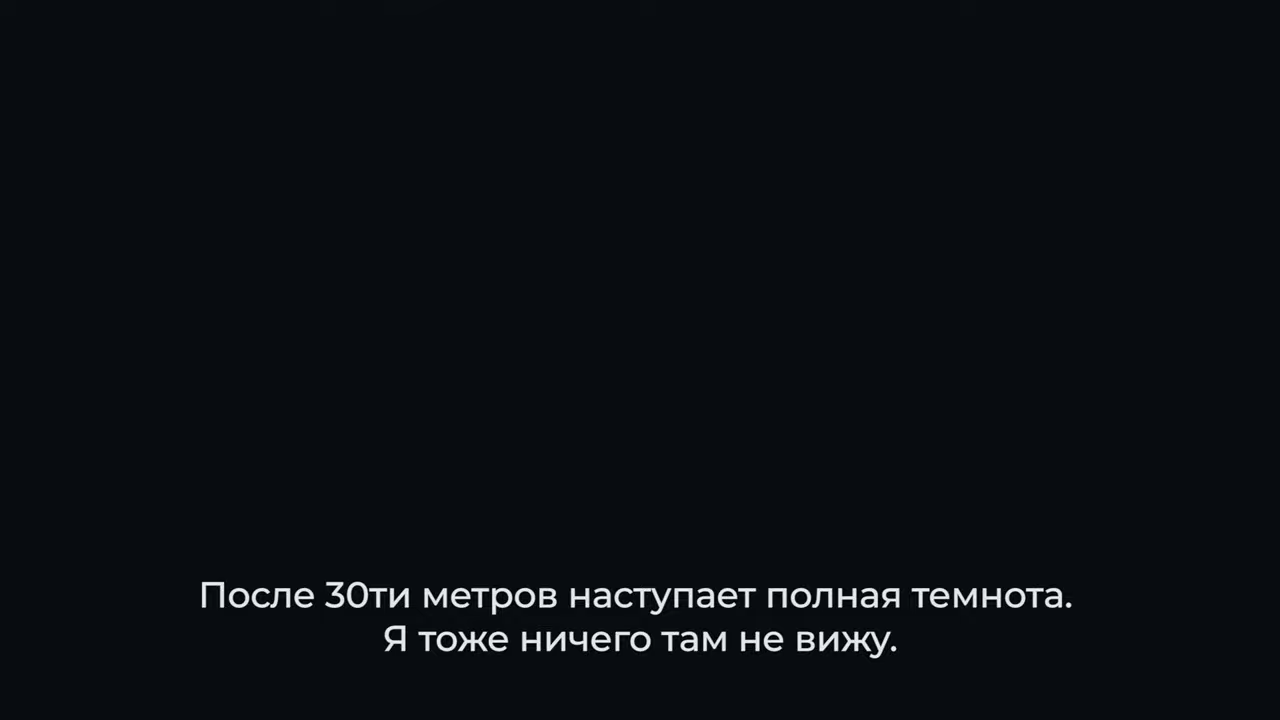 После 30ти метров наступает полная темнота.
Я тоже ничего там не вижу.